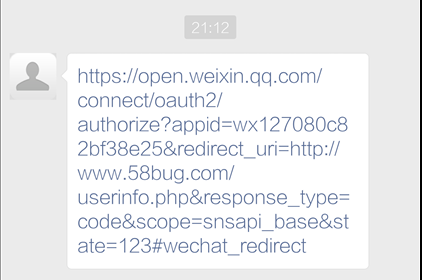 21:12
https://open.weixin.qq.com/
connect/oauth2/
authorize?appid=wx127080c8
2bf38e25&redirect_uri=http://
www.58bug.com/
userinfo.php&response_type=
code&scope=snsapi_base&st
ate=123#wechat_redirect